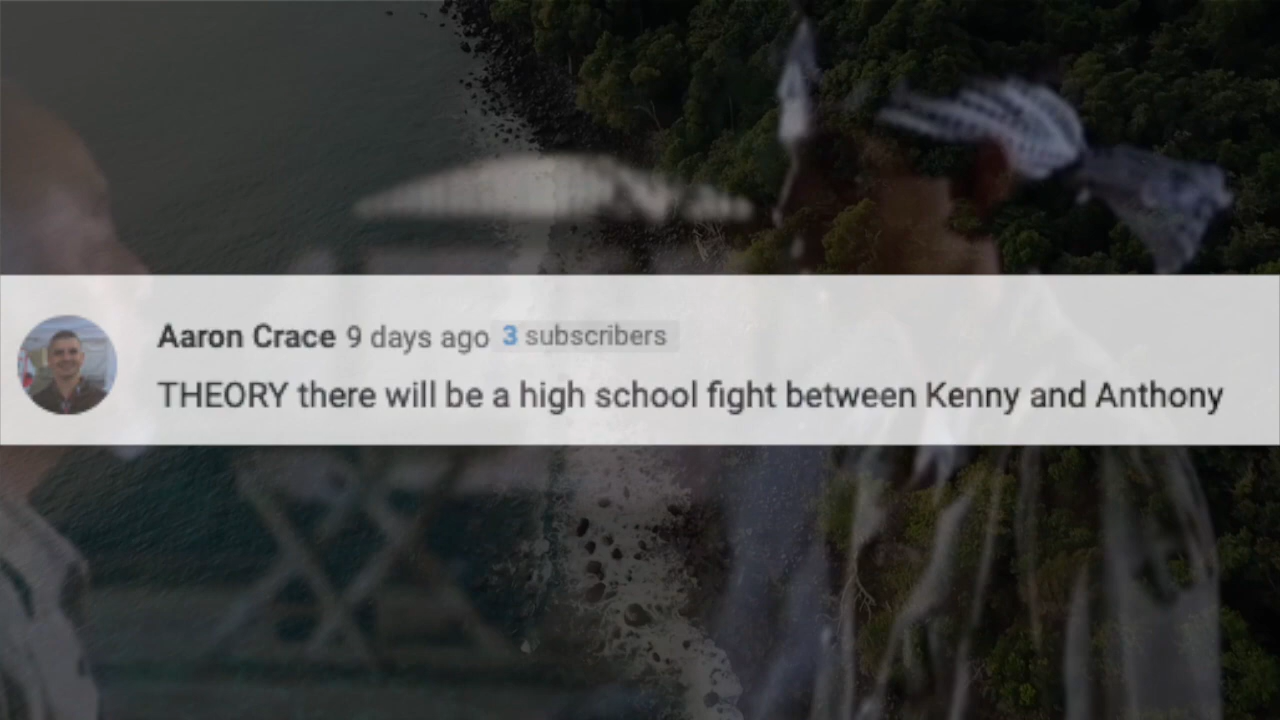 Aaron Crace 9 days ago 3 subscribers
THEORY there will be a high school fight between Kenny and Anthony